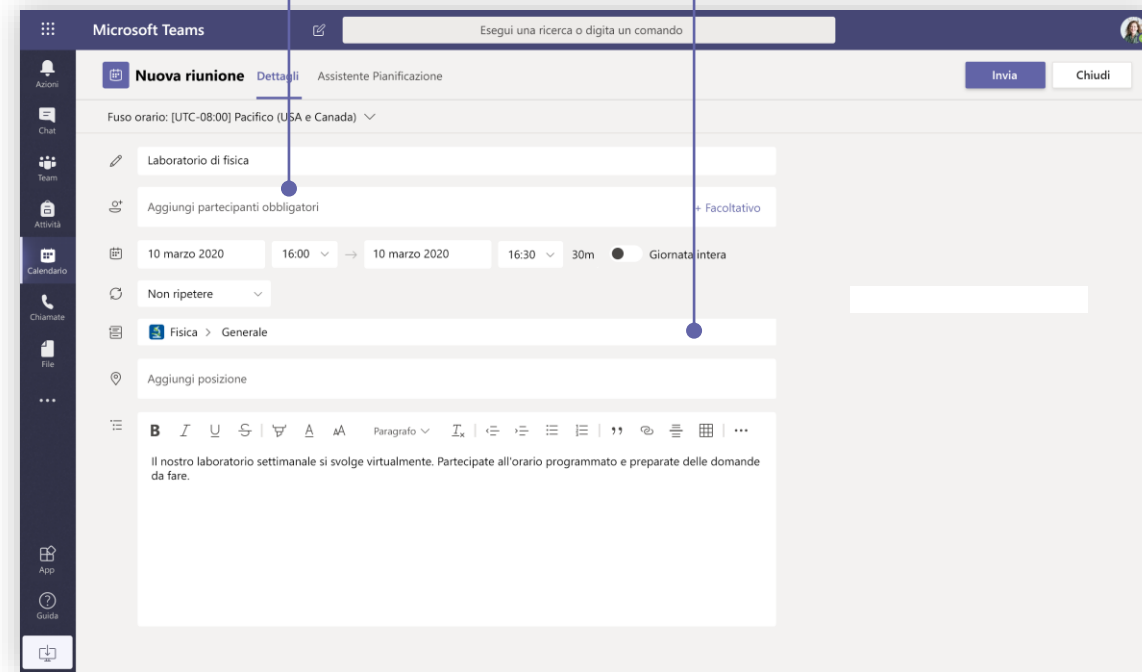 Microsoft Teams
Esegui una ricerca o digita un comando
Azioni
Chat
Team
Attività
Calendario
Chiamate
File
App
Guida
Nuova riunione Dettagli Assistente Pianificazione
Invia Chiudi
Fuso orario: [UTC-08:00] Pacifico (USA e Canada)
Laboratorio di fisica
Aggiungi partecipanti obbligatori + Facoltativo
10 marzo 2020 16:00 → 10 marzo 2020 16:30 30m Giornata intera
Non ripetere
Fisica > Generale
Aggiungi posizione
B I U S A AA Paragrafo Tx
Il nostro laboratorio settimanale si svolge virtualmente. Partecipate all'orario programmato e preparate delle domande
da fare.